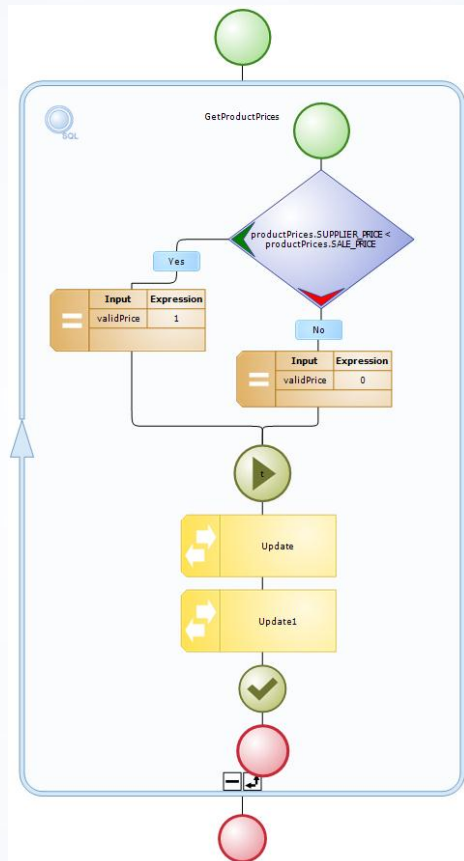 GetProductPrices
SQL
productPrices.SUPPLIER_PRICE <
productPrices.SALE_PRICE
Yes
Input Expression
validPrice 1
No
Input Expression
validPrice 0
t
Update
Update1